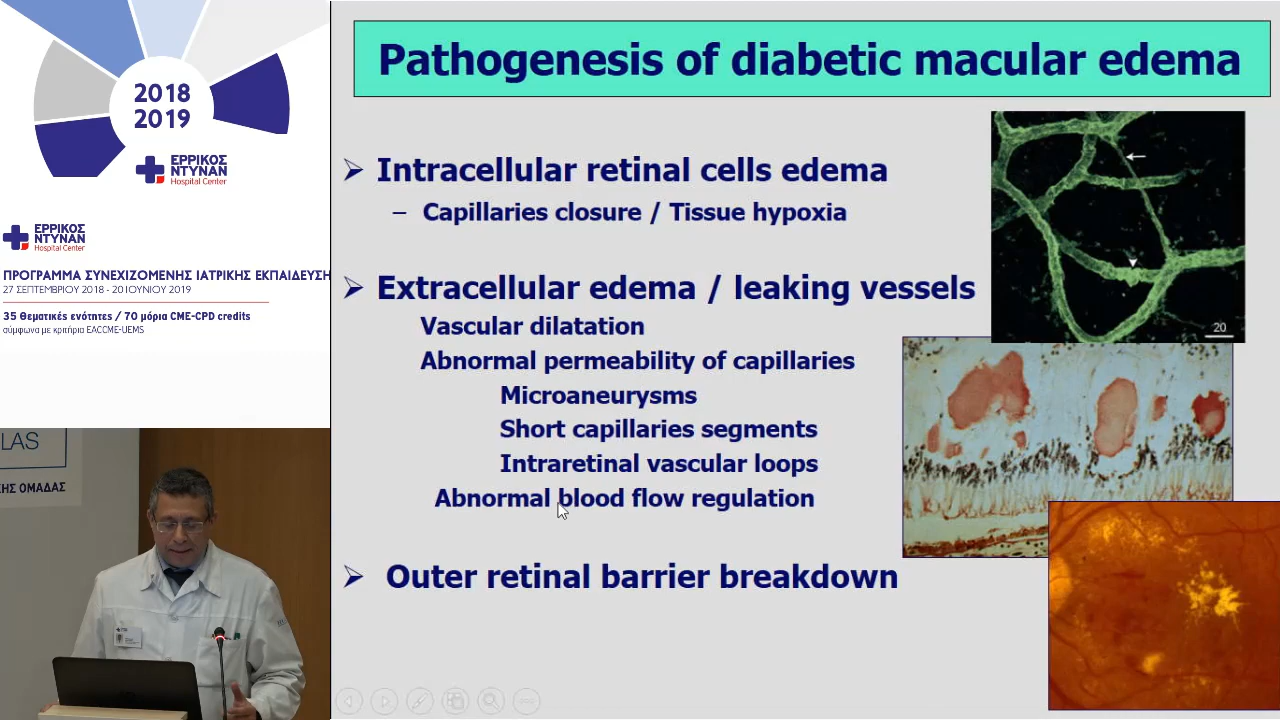 2018
2019
ΕΡΡΙΚΟΣ
ΝΤΥΝΑΝ
Hospital Center
ΕΡΡΙΚΟΣ
ΝΤΥΝΑΝ
Hospital Center
ΠΡΟΓΡΑΜΜΑ ΣΥΝΕΧΙΖΟΜΕΝΗΣ ΙΑΤΡΙΚΗΣ ΕΚΠΑΙΔΕΥΣΗ
27 ΣΕΠΤΕΜΒΡΙΟΥ 2018 - 20 ΙΟΥΝΙΟΥ 2019
35 θεματικές ενότητες / 70 μόρια CME-CPD credits
σύμφωνα με κριτήρια EACCME-UEMS
LAS
ΚΗΣ ΟΜΑΔΑΣ
Pathogenesis of diabetic macular edema
➢ Intracellular retinal cells edema
– Capillaries closure / Tissue hypoxia
➢ Extracellular edema / leaking vessels
Vascular dilatation
Abnormal permeability of capillaries
Microaneurysms
Short capillaries segments
Intraretinal vascular loops
Abnormal blood flow regulation
➢ Outer retinal barrier breakdown
20